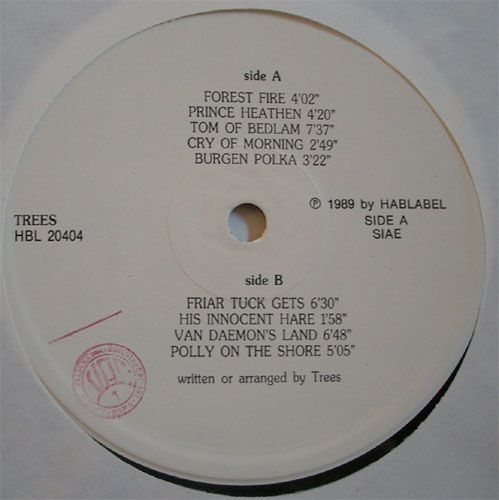 side A
FOREST FIRE 4'02"
PRINCE HEATHEN 4'20"
TOM OF BEDLAM 7'37"
CRY OF MORNING 2'49"
BURGEN POLKA 3'22"
TREES
HBL 20404
℗ 1989 by HABLABEL
SIDE A
SIAE
side B
FRIAR TUCK GETS 6'30"
HIS INNOCENT HARE 1'58"
VAN DAEMON'S LAND 6'48"
POLLY ON THE SHORE 5'05"
written or arranged by Trees
SIAE